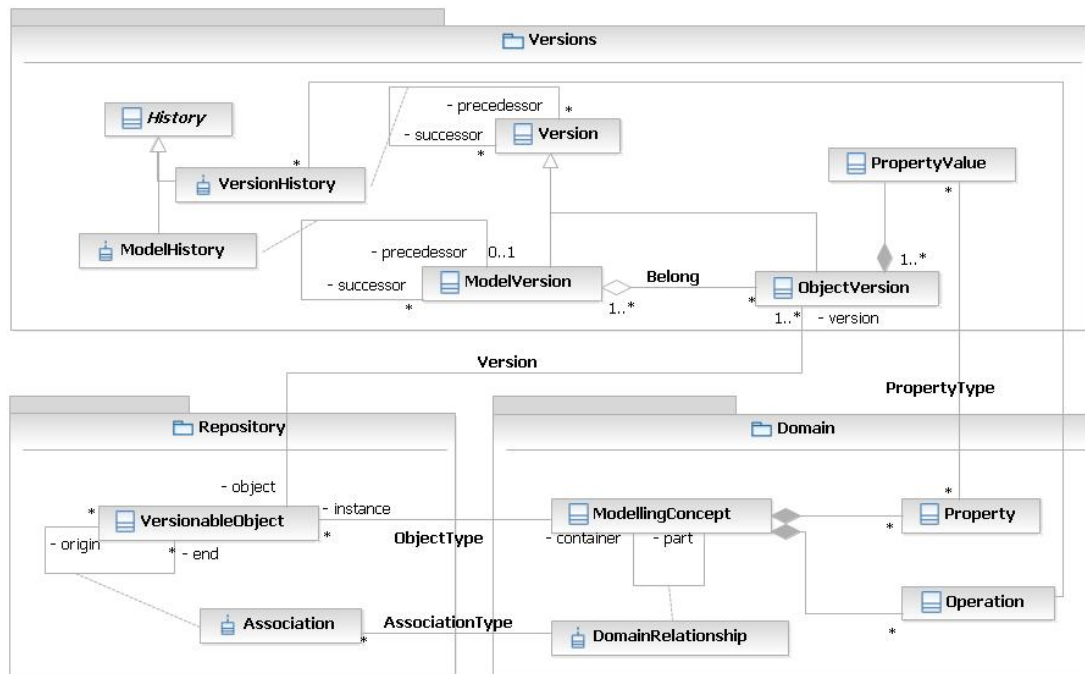 Versions
History
- precedessor
*
- successor
*
Version
*
VersionHistory
PropertyValue
*
ModelHistory
- precedessor
0..1
- successor
*
ModelVersion
1..*
Belong
*
ObjectVersion
1..*
1..*
- version
Version
PropertyType
Repository
Domain
- object
*
VersionableObject
- instance
*
- origin
*
- end
ObjectType
ModellingConcept
- container
- part
*
*
Property
Operation
*
Association
*
AssociationType
DomainRelationship